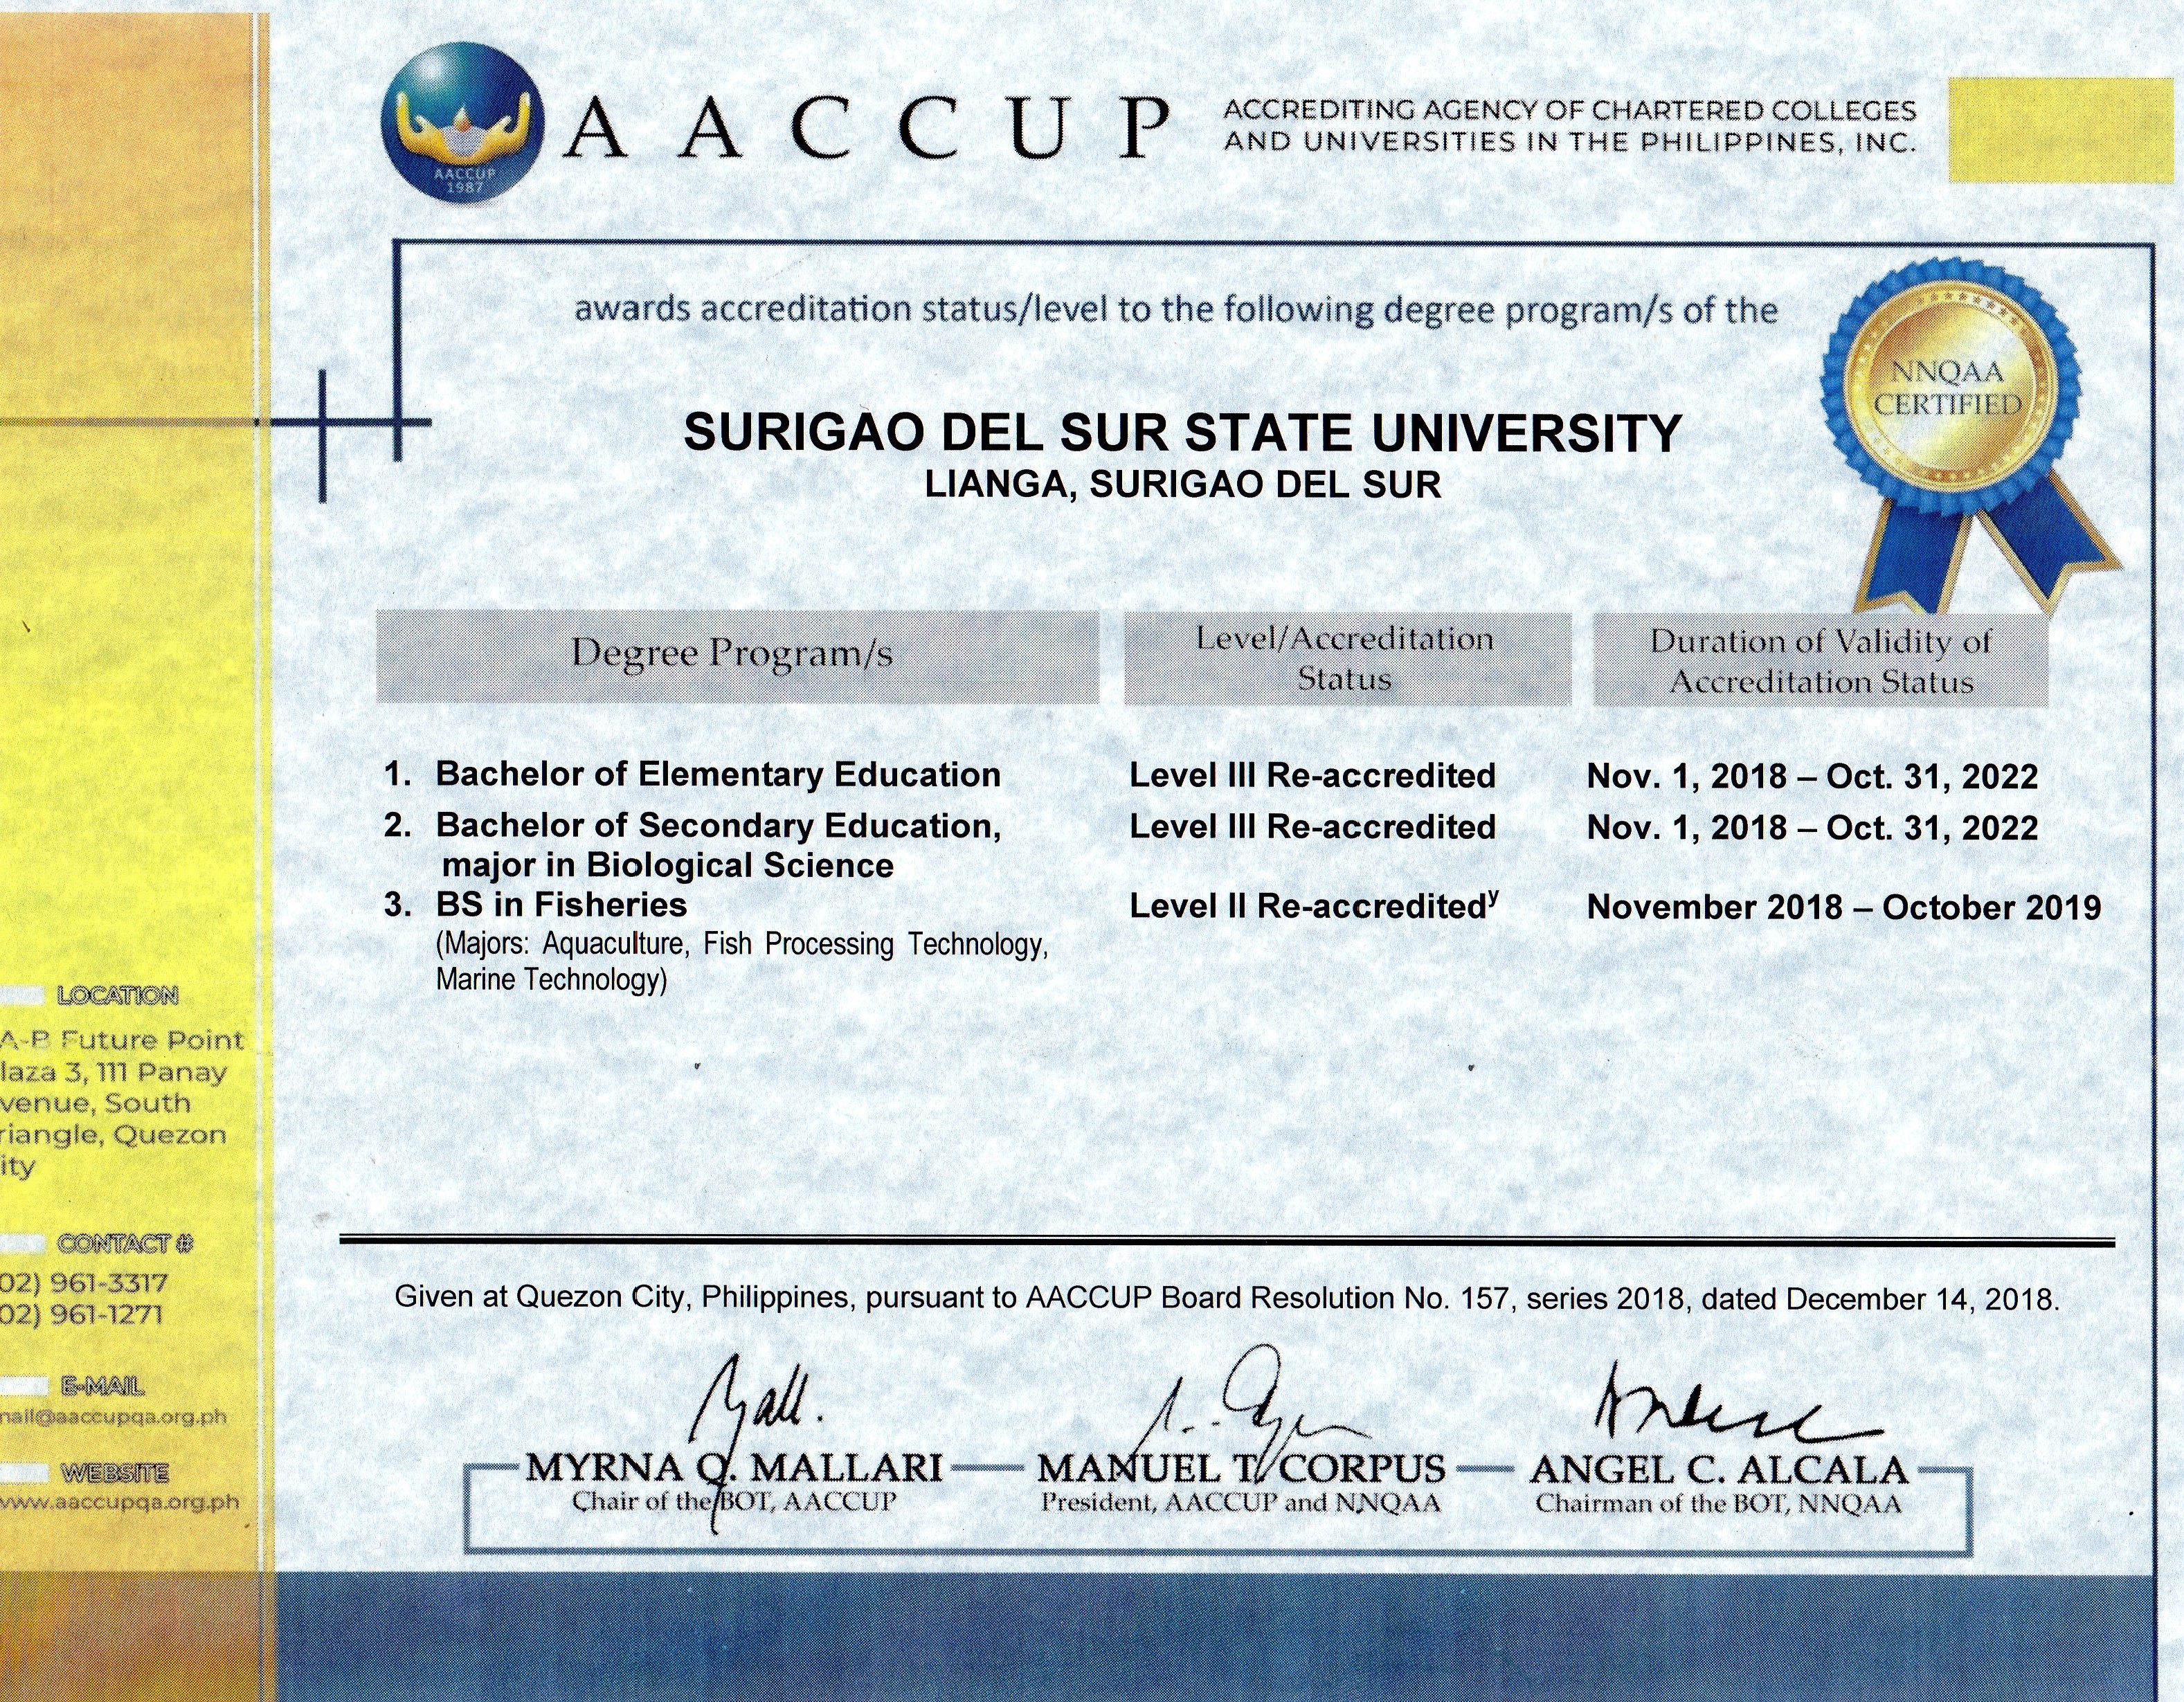 AACCUP
1987
A A C C U P
ACCREDITING AGENCY OF CHARTERED COLLEGES
AND UNIVERSITIES IN THE PHILIPPINES, INC.
awards accreditation status/level to the following degree program/s of the
NNQAA
CERTIFIED
SURIGAO DEL SUR STATE UNIVERSITY
LIANGA, SURIGAO DEL SUR
Degree Program/s
Level/Accreditation
Status
Duration of Validity of
Accreditation Status
1. Bachelor of Elementary Education Level III Re-accredited Nov. 1, 2018 – Oct. 31, 2022
2. Bachelor of Secondary Education, Level III Re-accredited Nov. 1, 2018 – Oct. 31, 2022
major in Biological Science
3. BS in Fisheries Level II Re-accreditedʸ November 2018 – October 2019
(Majors: Aquaculture, Fish Processing Technology,
Marine Technology)
LOCATION
A-B Future Point
laza 3, 111 Panay
venue, South
riangle, Quezon
ity
CONTACT #
02) 961-3317
02) 961-1271
E-MAIL
mail@aaccupqa.org.ph
WEBSITE
www.aaccupqa.org.ph
Given at Quezon City, Philippines, pursuant to AACCUP Board Resolution No. 157, series 2018, dated December 14, 2018.
MYRNA Q. MALLARI
Chair of the BOT, AACCUP
MANUEL T. CORPUS
President, AACCUP and NNQAA
ANGEL C. ALCALA
Chairman of the BOT, NNQAA